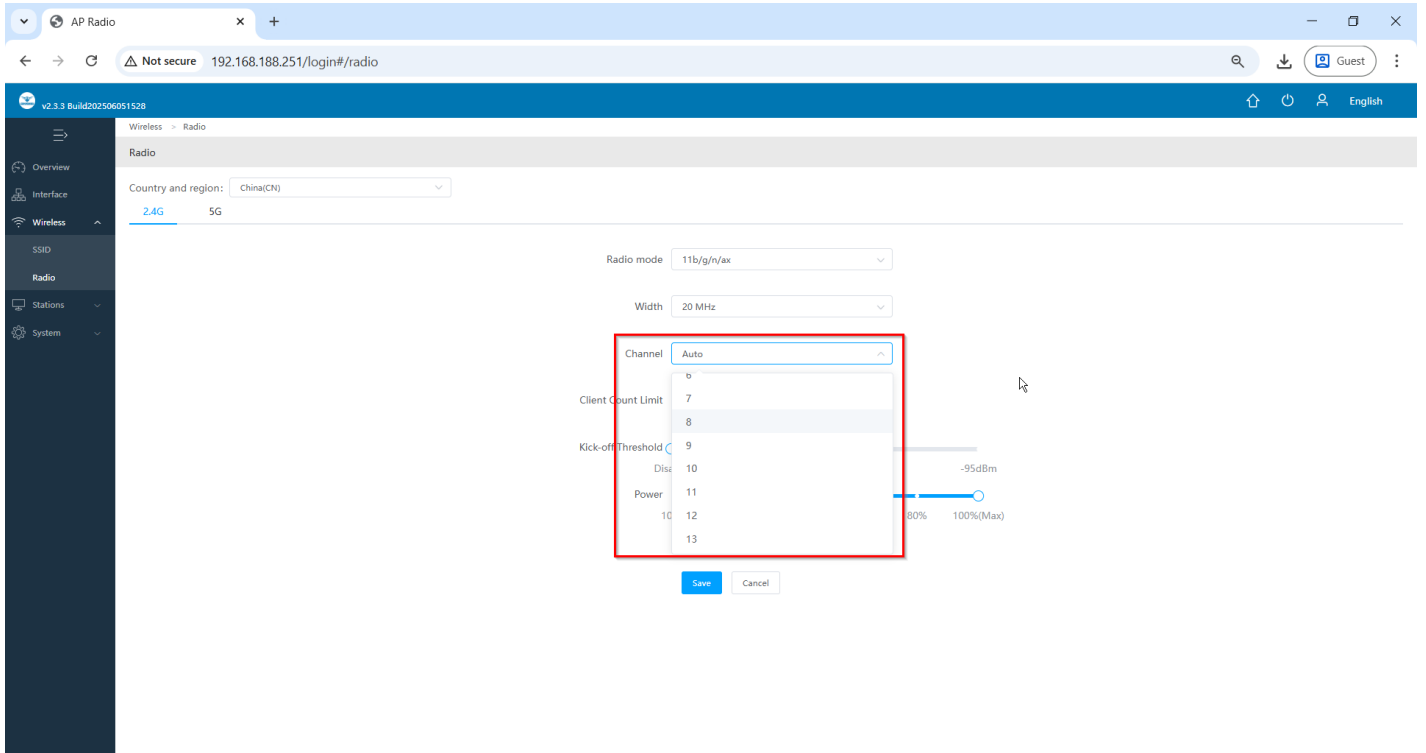 AP Radio
Not secure 192.168.188.251/login#/radio Guest
v2.3.3 Build202506051528 English
Wireless > Radio
Radio
Overview
Interface
Wireless
SSID
Radio
Stations
System
Country and region: China(CN)
2.4G 5G
Radio mode 11b/g/n/ax
Width 20 MHz
Channel Auto
6
7
8
9
10
11
12
13
Client Count Limit
Kick-off Threshold
Disa -95dBm
Power
10 80% 100%(Max)
Save Cancel